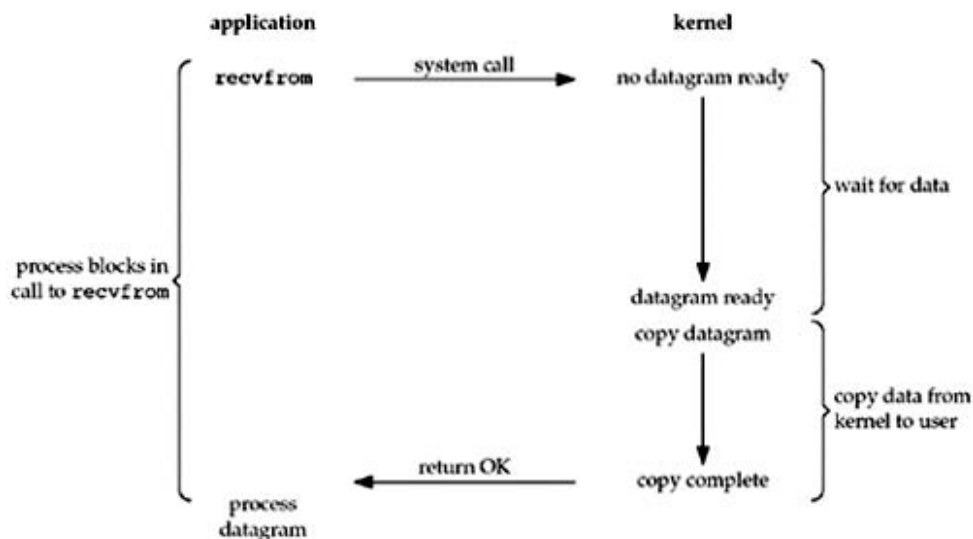 application
kernel
recvfrom
system call
no datagram ready
wait for data
process blocks in
call to recvfrom
datagram ready
copy datagram
copy data from
kernel to user
return OK
copy complete
process
datagram